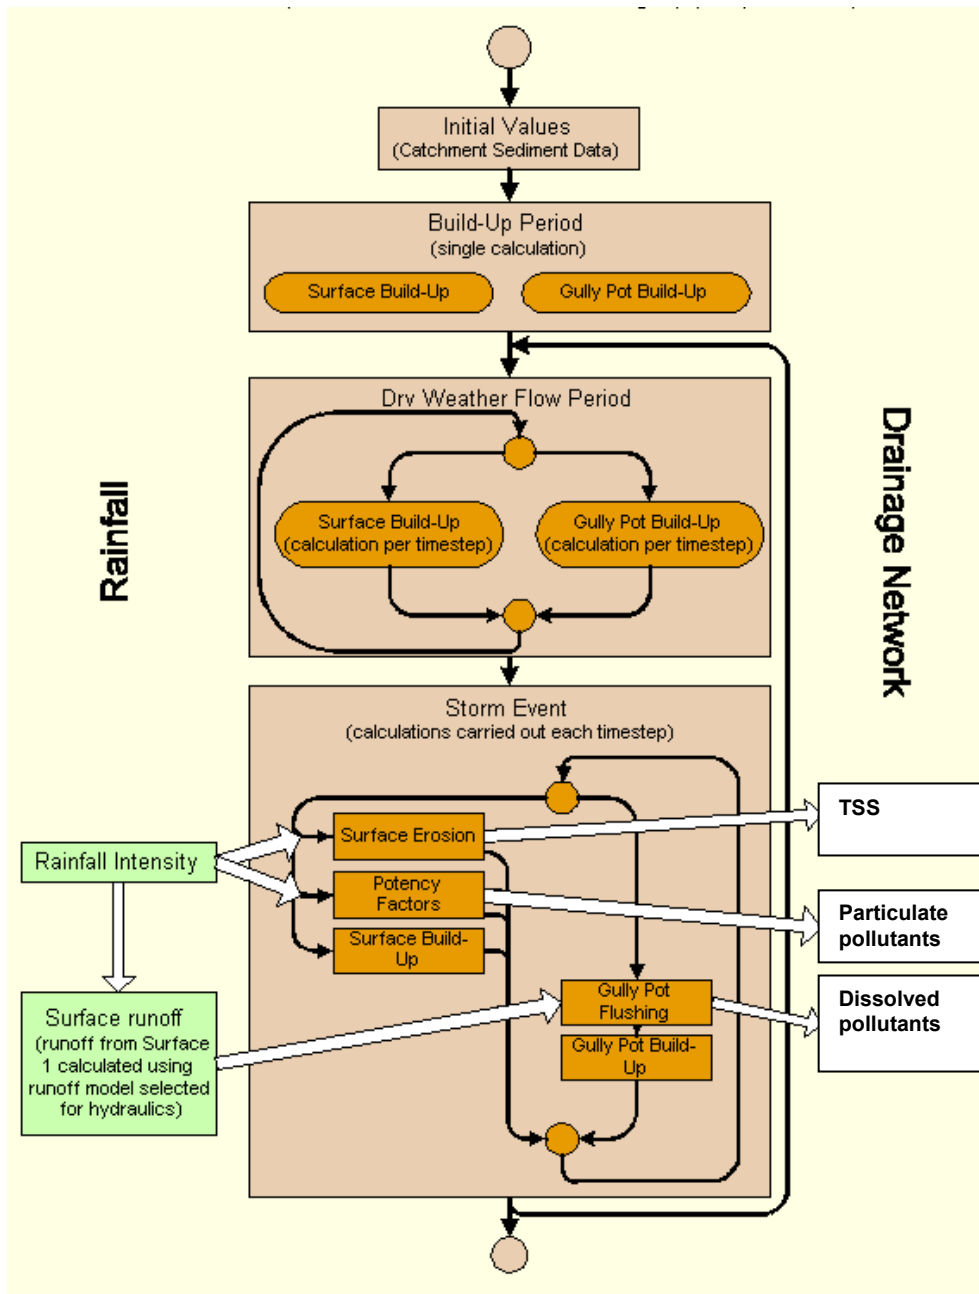 Initial Values
(Catchment Sediment Data)
Build-Up Period
(single calculation)
Surface Build-Up
Gully Pot Build-Up
Dry Weather Flow Period
Surface Build-Up
(calculation per timestep)
Gully Pot Build-Up
(calculation per timestep)
Rainfall
Drainage Network
Storm Event
(calculations carried out each timestep)
Rainfall Intensity
Surface Erosion
Potency
Factors
Surface Build-
Up
TSS
Particulate
pollutants
Surface runoff
(runoff from Surface
1 calculated using
runoff model selected
for hydraulics)
Gully Pot
Flushing
Gully Pot Build-
Up
Dissolved
pollutants